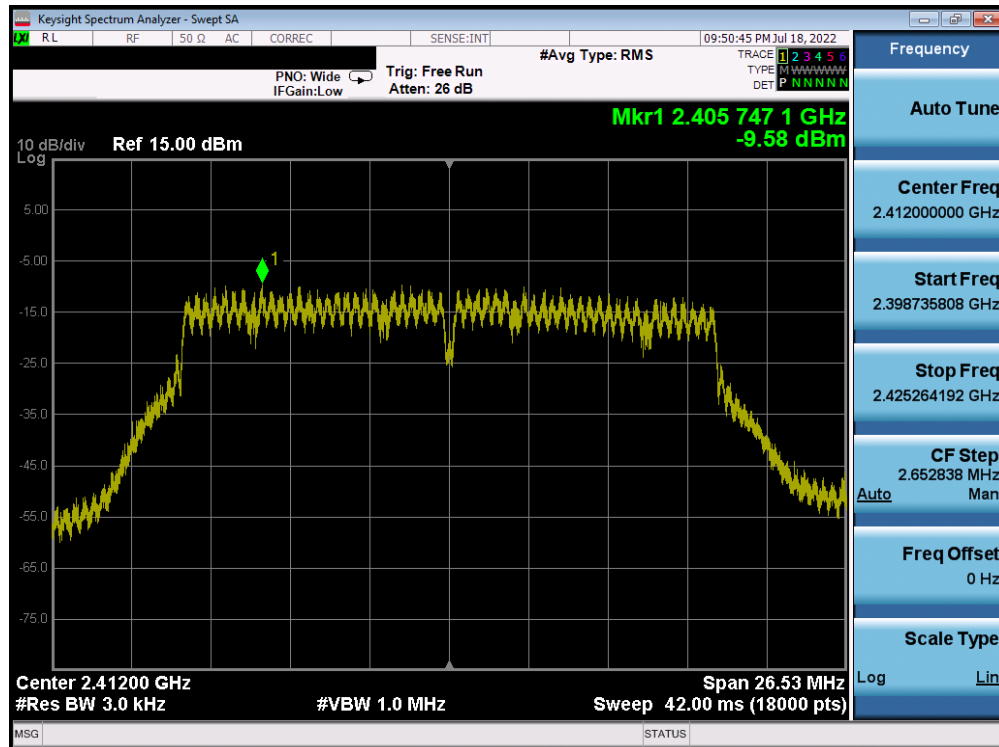 Keysight Spectrum Analyzer - Swept SA
LXI RL RF 50 Ω AC CORREC SENSE:INT 09:50:45 PM Jul 18, 2022
#Avg Type: RMS TRACE 1 2 3 4 5 6
PNO: Wide Trig: Free Run TYPE M WWWWW
IFGain:Low Atten: 26 dB DET P N N N N N
Mkr1 2.405 747 1 GHz
-9.58 dBm
10 dB/div Ref 15.00 dBm
Log
5.00
-5.00
1
-15.0
-25.0
-35.0
-45.0
-55.0
-65.0
-75.0
Center 2.41200 GHz Span 26.53 MHz
#Res BW 3.0 kHz #VBW 1.0 MHz Sweep 42.00 ms (18000 pts)
MSG STATUS
Frequency
Auto Tune
Center Freq
2.412000000 GHz
Start Freq
2.398735808 GHz
Stop Freq
2.425264192 GHz
CF Step
2.652838 MHz
Auto Man
Freq Offset
0 Hz
Scale Type
Log Lin